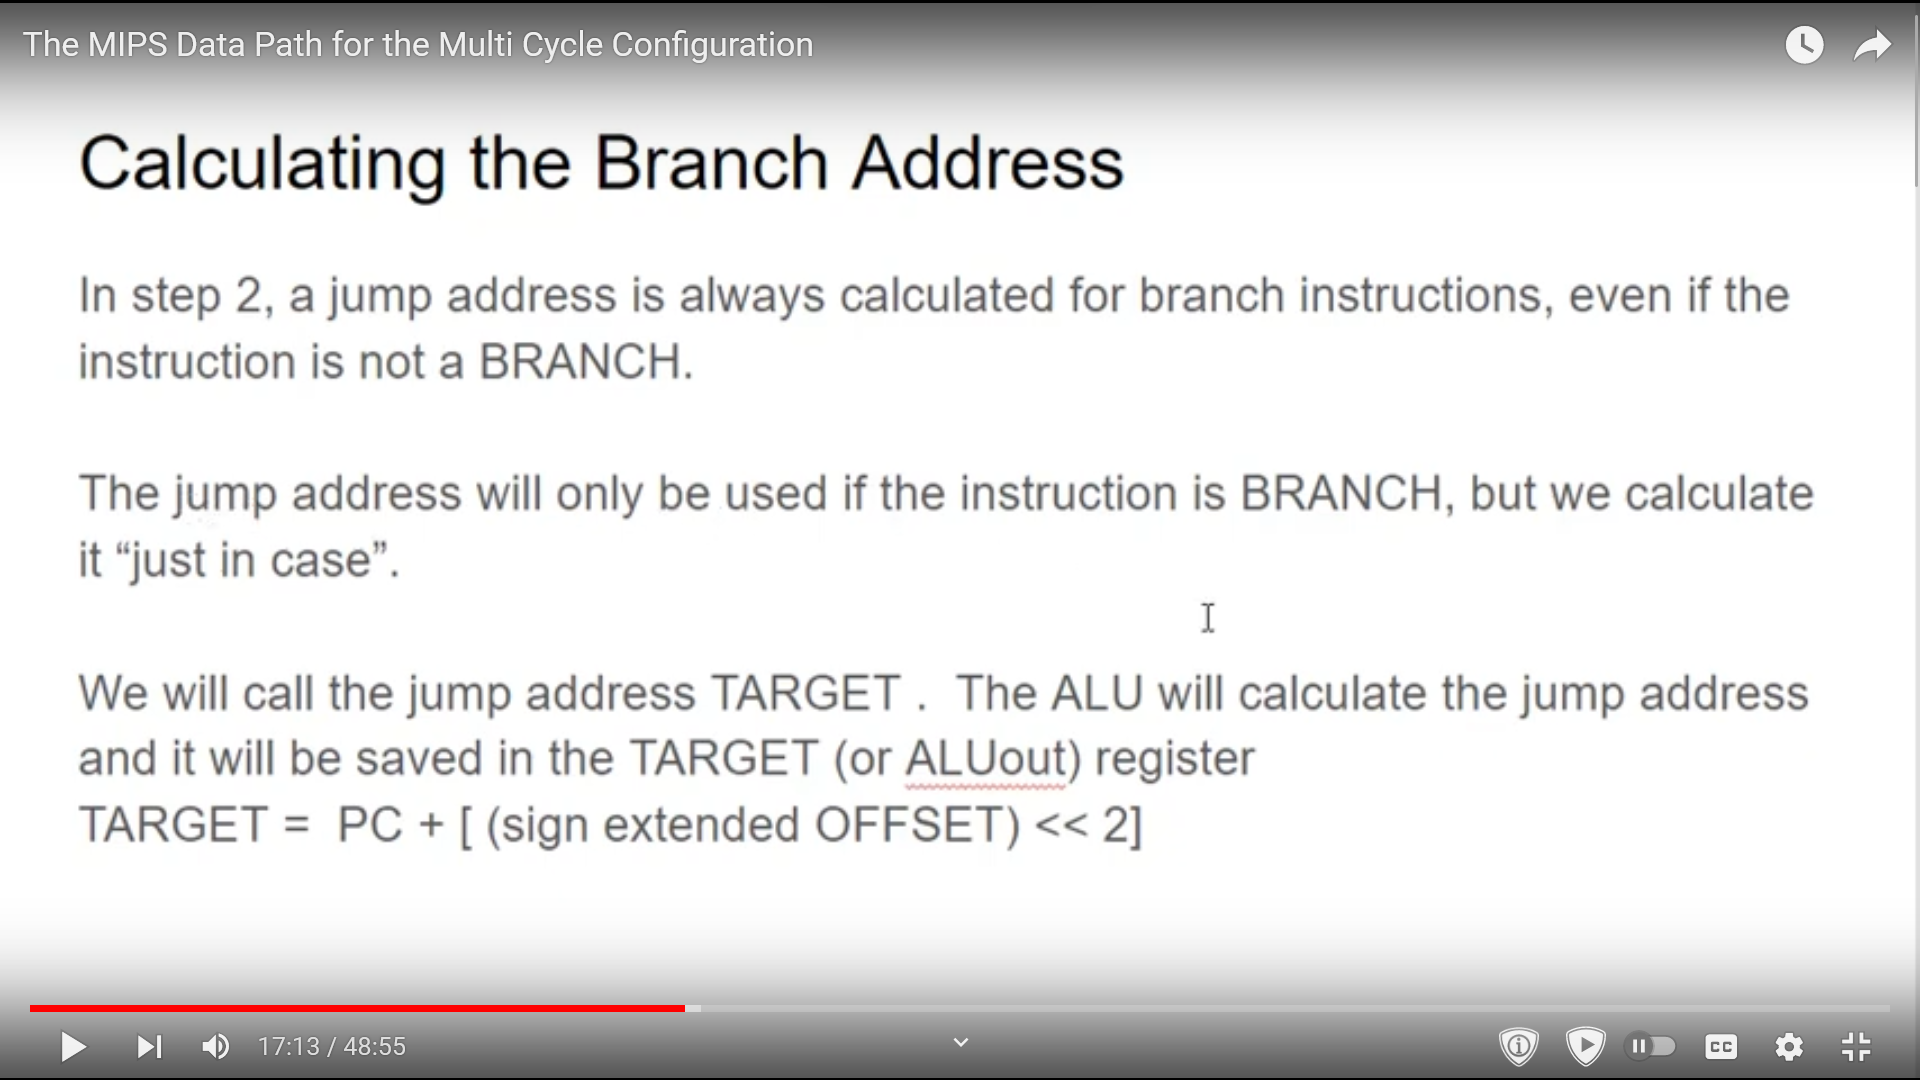 The MIPS Data Path for the Multi Cycle Configuration
Calculating the Branch Address
In step 2, a jump address is always calculated for branch instructions, even if the
instruction is not a BRANCH.
The jump address will only be used if the instruction is BRANCH, but we calculate
it “just in case”.
We will call the jump address TARGET .  The ALU will calculate the jump address
and it will be saved in the TARGET (or ALUout) register
TARGET =  PC + [ (sign extended OFFSET) << 2]
17:13 / 48:55
CC